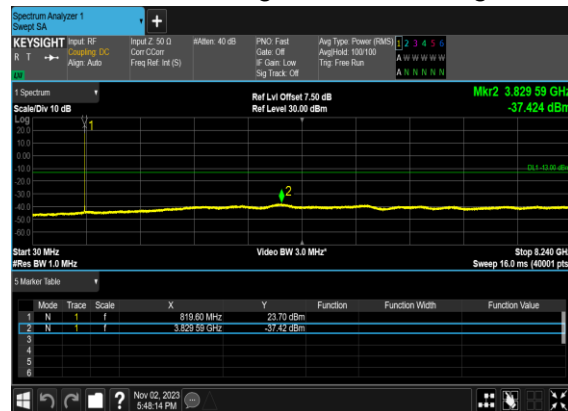 Spectrum Analyzer 1
Swept SA
+
KEYSIGHT Input: RF Input Z: 50 Ω #Atten: 40 dB PNO: Fast Avg Type: Power (RMS) 1 2 3 4 5 6
R T Coupling: DC Corr CCorr Gate: Off Avg|Hold: 100/100 A W W W W W
Align: Auto Freq Ref: Int (S) IF Gain: Low Trig: Free Run
LW Sig Track: Off A N N N N N
1 Spectrum Ref Lvl Offset 7.50 dB Mkr2 3.829 59 GHz
Scale/Div 10 dB Ref Level 30.00 dBm -37.424 dBm
Log
1
20.0
10.0
0.00
-10.0
DL1 -13.00 dBm
-20.0
-30.0
2
-40.0
-50.0
-60.0
Start 30 MHz Video BW 3.0 MHz* Stop 8.240 GHz
#Res BW 1.0 MHz Sweep 16.0 ms (40001 pts)
5 Marker Table
Mode Trace Scale X Y Function Function Width Function Value
1 N 1 f 819.60 MHz 23.70 dBm
2 N 1 f 3.829 59 GHz -37.42 dBm
3
4
5
6
? Nov 02, 2023
5:48:14 PM